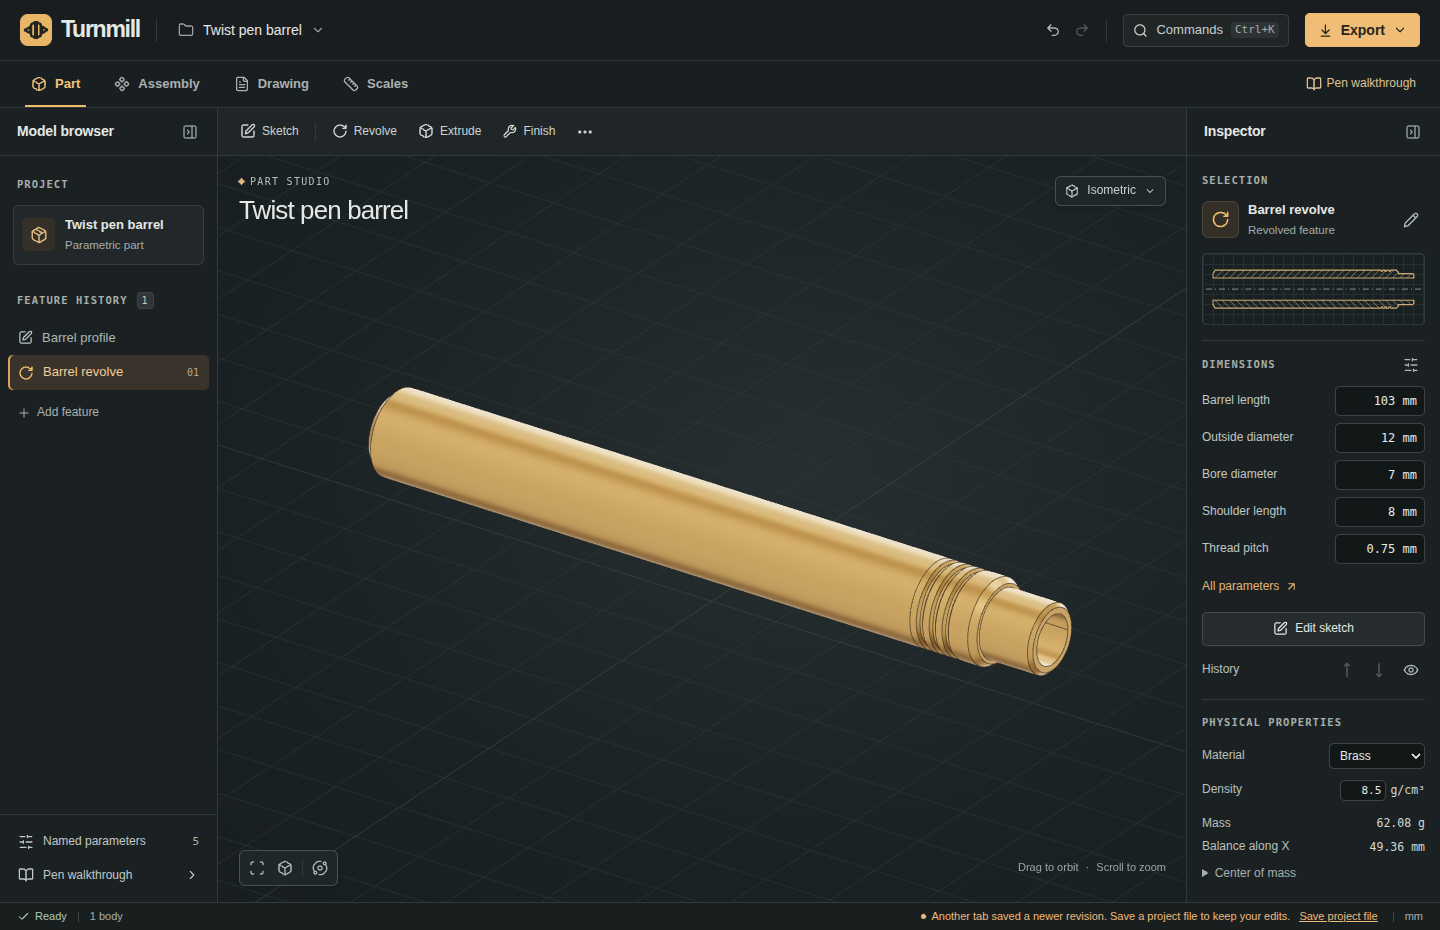 Turnmill
Twist pen barrel
Commands Ctrl+K
Export
Part
Assembly
Drawing
Scales
Pen walkthrough
Model browser
Sketch
Revolve
Extrude
Finish
Inspector
PROJECT
Twist pen barrel
Parametric part
FEATURE HISTORY 1
Barrel profile
Barrel revolve 01
Add feature
Named parameters 5
Pen walkthrough
PART STUDIO
Twist pen barrel
Isometric
Drag to orbit · Scroll to zoom
SELECTION
Barrel revolve
Revolved feature
DIMENSIONS
Barrel length 103 mm
Outside diameter 12 mm
Bore diameter 7 mm
Shoulder length 8 mm
Thread pitch 0.75 mm
All parameters
Edit sketch
History
PHYSICAL PROPERTIES
Material Brass
Density 8.5 g/cm³
Mass 62.08 g
Balance along X 49.36 mm
Center of mass
Ready
1 body
Another tab saved a newer revision. Save a project file to keep your edits. Save project file
mm